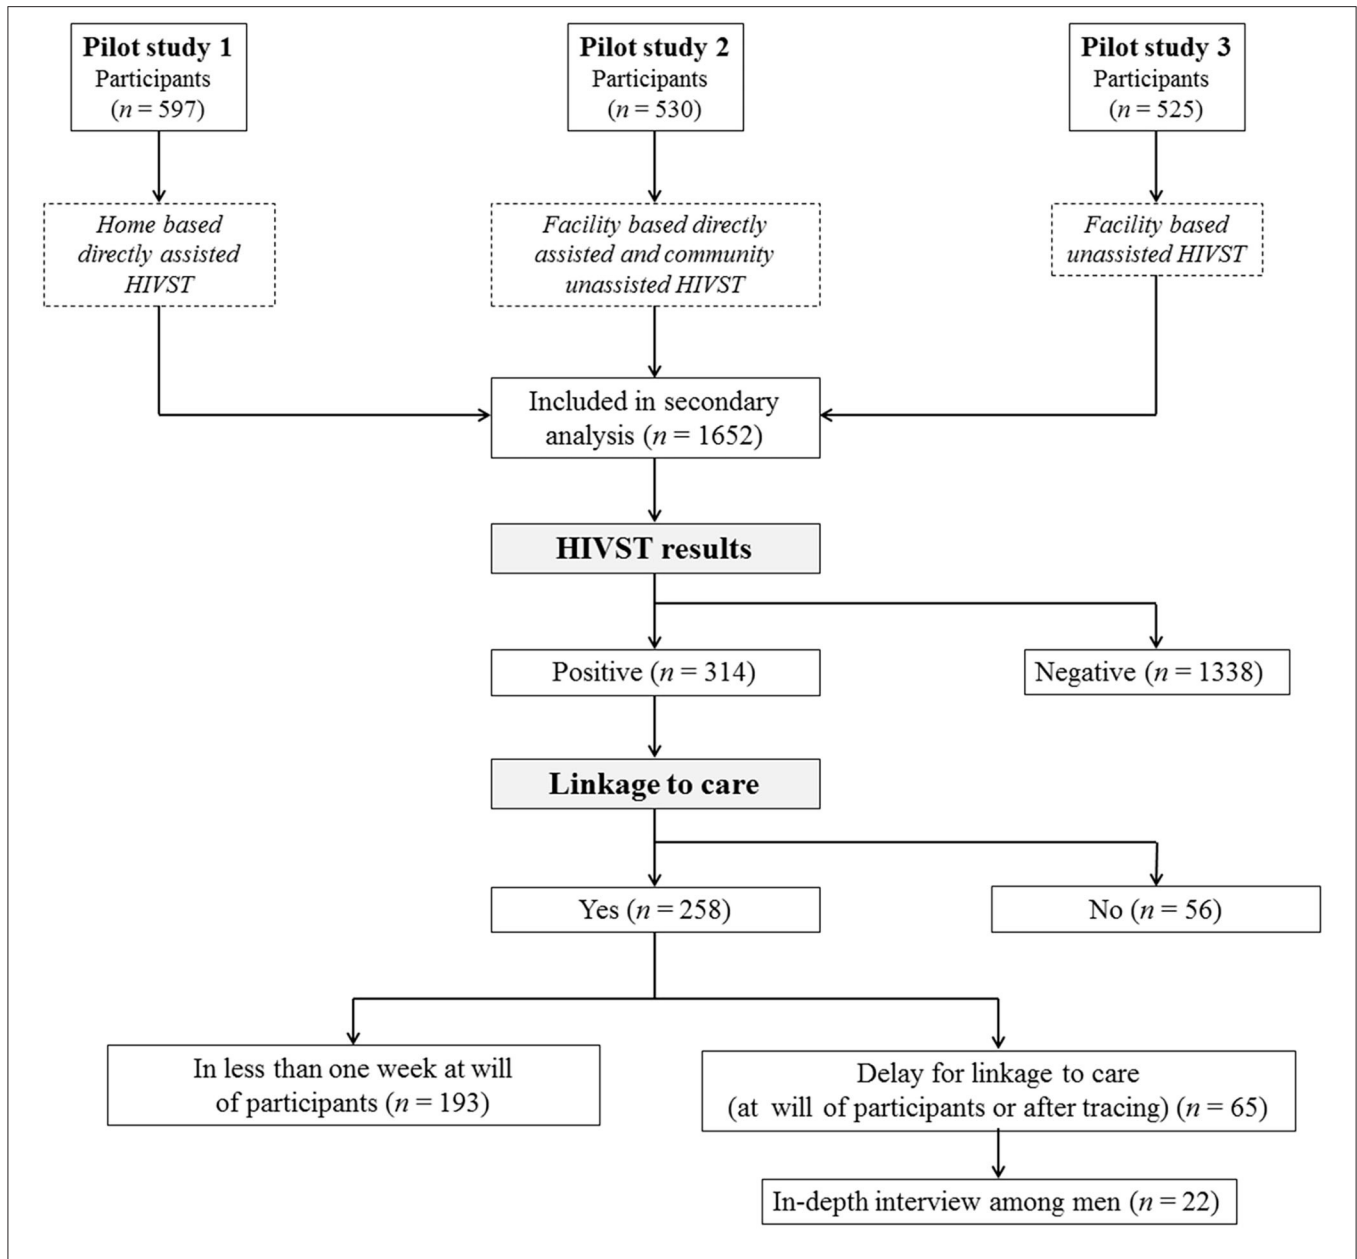 Pilot study 1
Participants
(n = 597)
Pilot study 2
Participants
(n = 530)
Pilot study 3
Participants
(n = 525)
Home based
directly assisted
HIVST
Facility based directly
assisted and community
unassisted HIVST
Facility based
unassisted HIVST
Included in secondary
analysis (n = 1652)
HIVST results
Positive (n = 314)
Negative (n = 1338)
Linkage to care
Yes (n = 258)
No (n = 56)
In less than one week at will
of participants (n = 193)
Delay for linkage to care
(at will of participants or after tracing) (n = 65)
In-depth interview among men (n = 22)